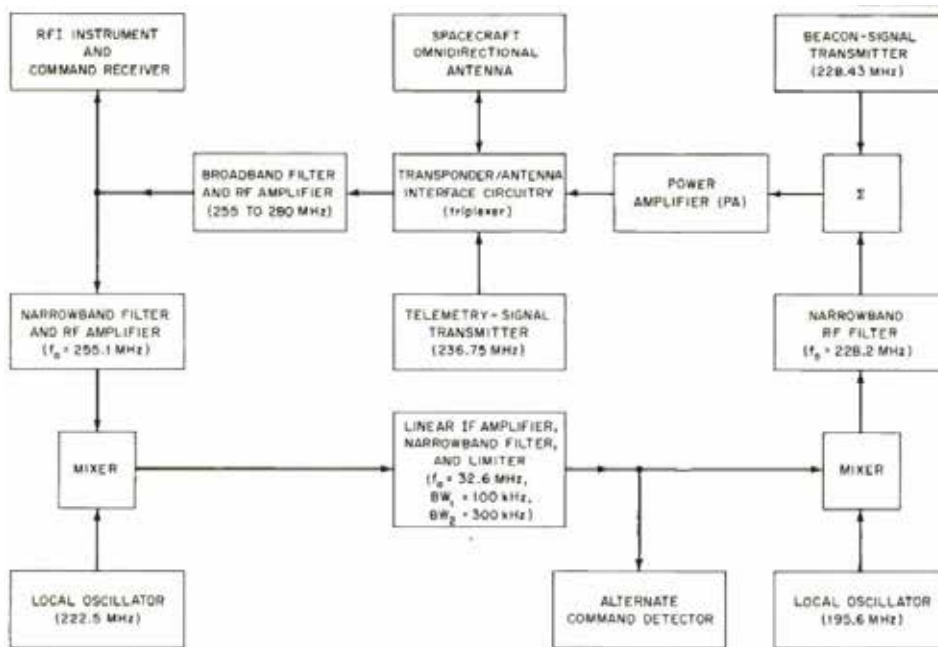 RFI INSTRUMENT
AND
COMMAND RECEIVER
SPACECRAFT
OMNIDIRECTIONAL
ANTENNA
BEACON-SIGNAL
TRANSMITTER
(228.43 MHz)
BROADBAND FILTER
AND RF AMPLIFIER
(255 TO 280 MHz)
TRANSPONDER/ANTENNA
INTERFACE CIRCUITRY
(triplexer)
POWER
AMPLIFIER (PA)
Σ
NARROWBAND FILTER
AND RF AMPLIFIER
(fo = 255.1 MHz)
TELEMETRY-SIGNAL
TRANSMITTER
(236.75 MHz)
NARROWBAND
RF FILTER
(fo = 228.2 MHz)
MIXER
LINEAR IF AMPLIFIER,
NARROWBAND FILTER,
AND LIMITER
(fo = 32.6 MHz,
BW1 = 100 kHz,
BW2 = 300 kHz)
MIXER
LOCAL OSCILLATOR
(222.5 MHz)
ALTERNATE
COMMAND DETECTOR
LOCAL OSCILLATOR
(195.6 MHz)